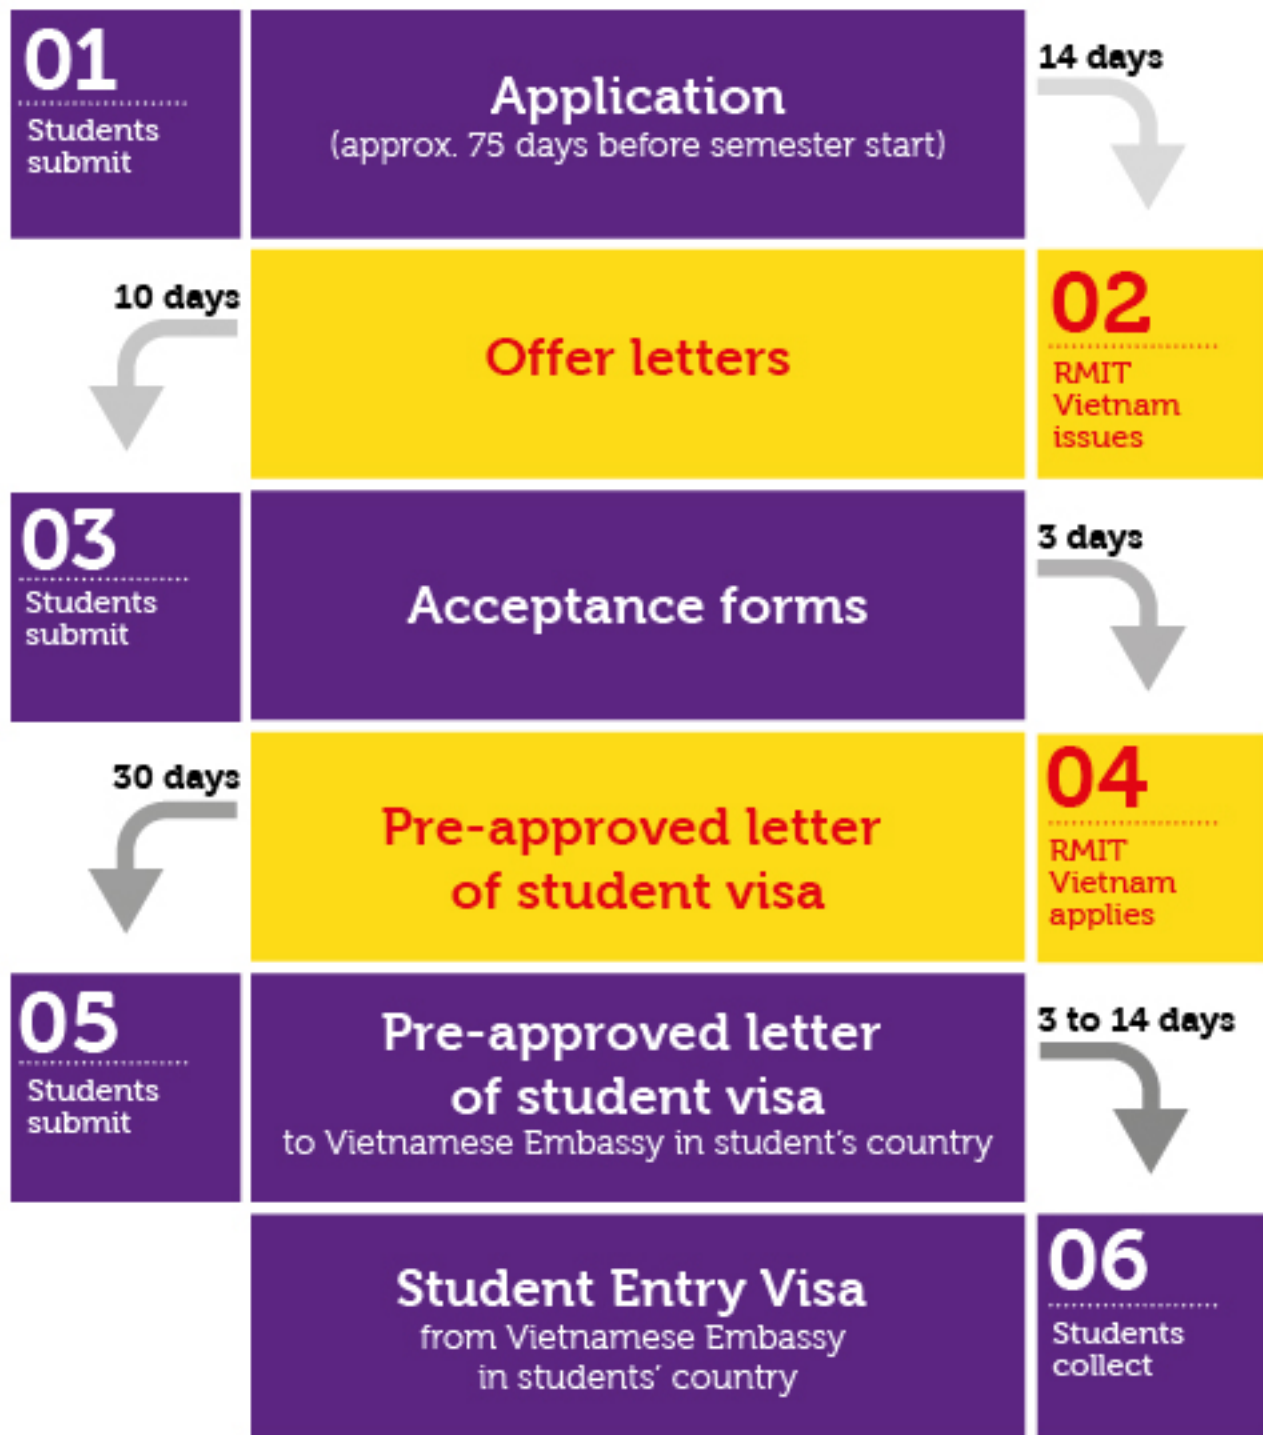 01
Students
submit
Application
(approx. 75 days before semester start)
14 days
10 days
Offer letters
02
RMIT
Vietnam
issues
03
Students
submit
Acceptance forms
3 days
30 days
Pre-approved letter
of student visa
04
RMIT
Vietnam
applies
05
Students
submit
Pre-approved letter
of student visa
to Vietnamese Embassy in student's country
3 to 14 days
Student Entry Visa
from Vietnamese Embassy
in students' country
06
Students
collect